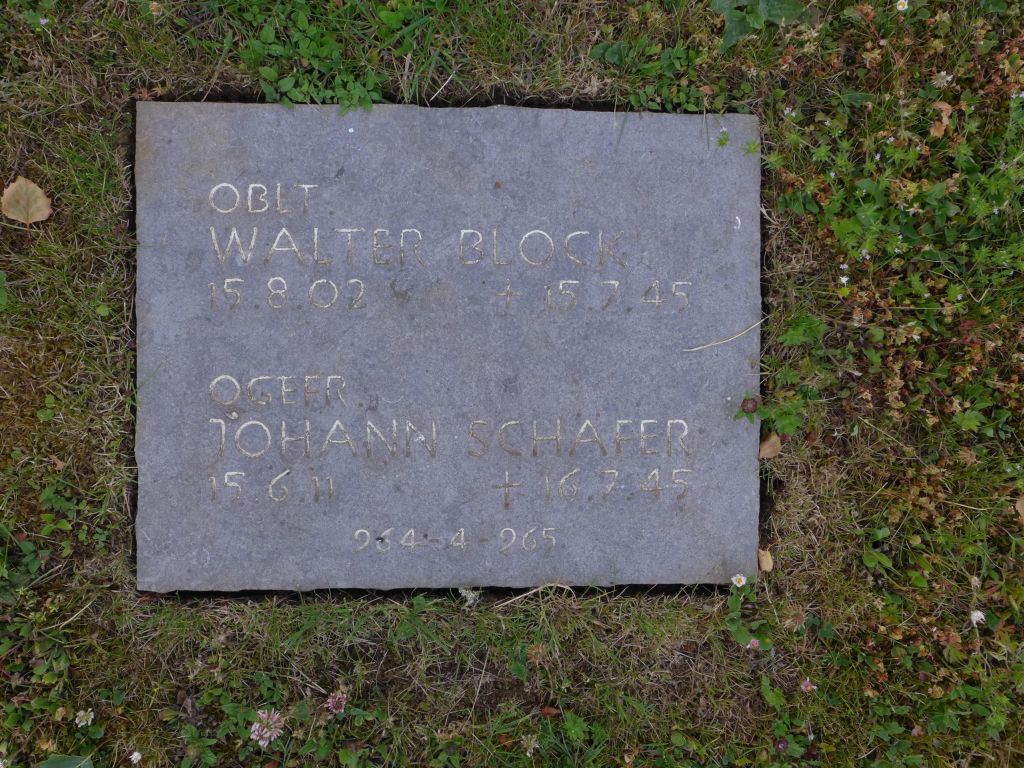 OBLT
WALTER BLOCK
15.8.02 † 15.7.45
OGEFR.
JOHANN SCHÄFER
15.6.11 † 16.7.45
964-4-965